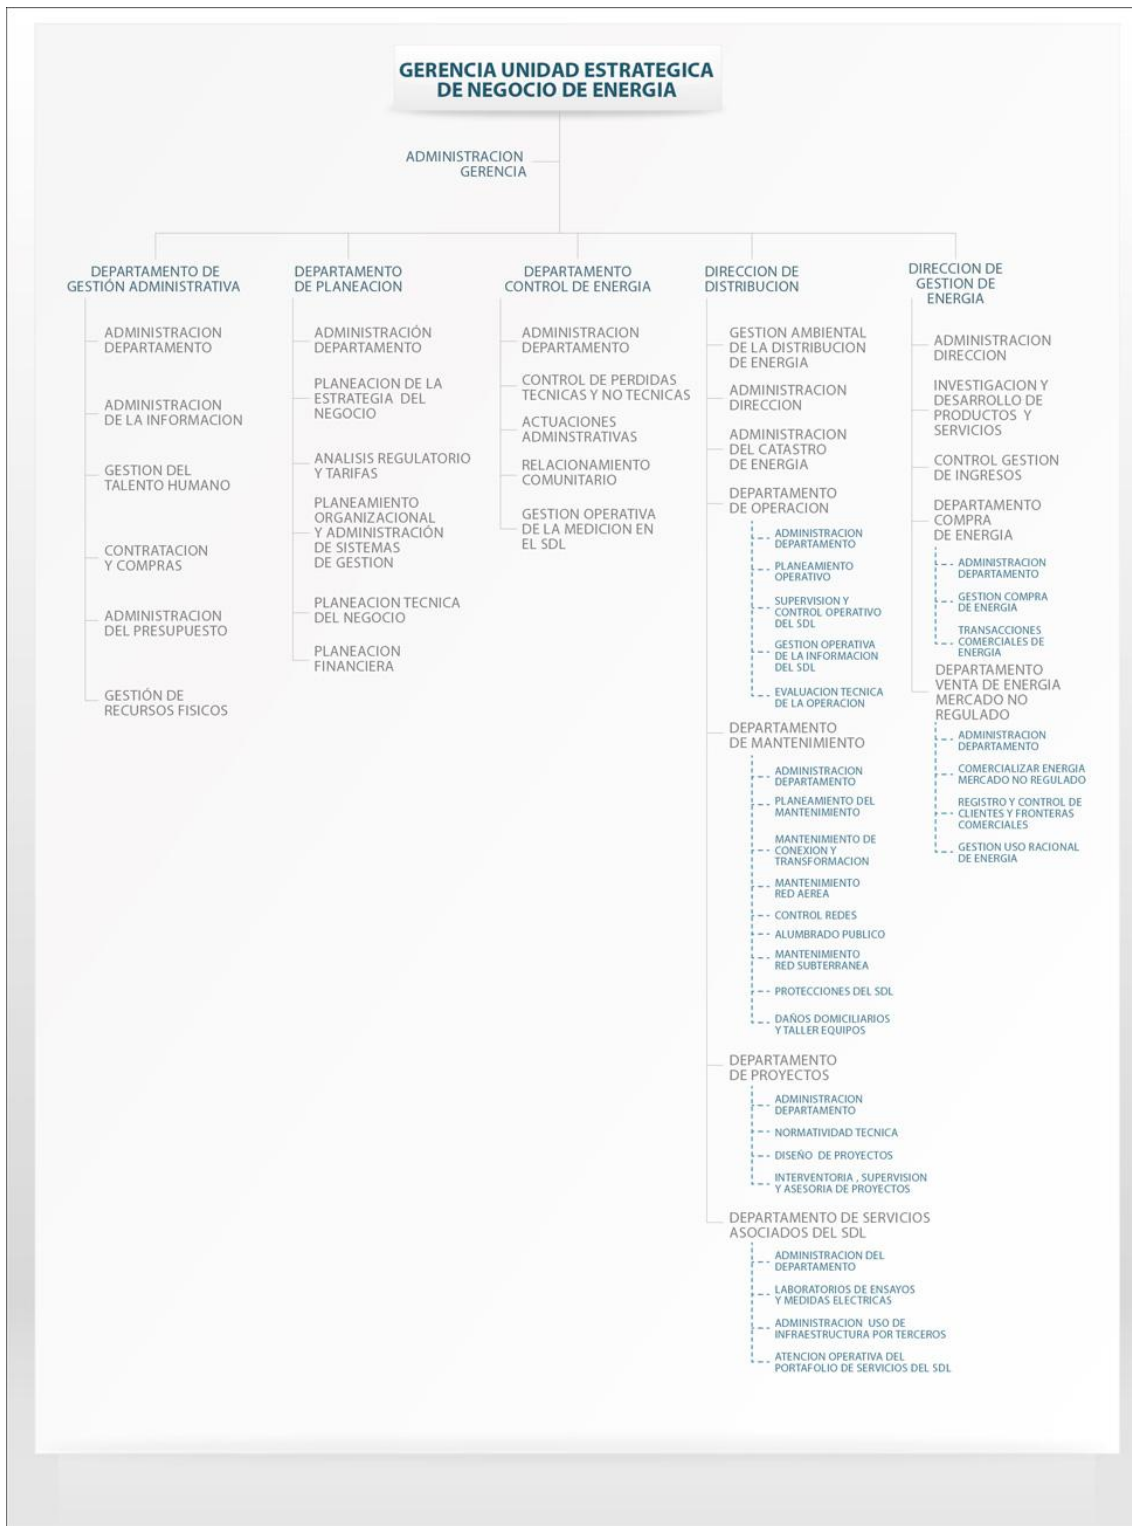 GERENCIA UNIDAD ESTRATEGICA
DE NEGOCIO DE ENERGIA
ADMINISTRACION
GERENCIA
DEPARTAMENTO DE
GESTIÓN ADMINISTRATIVA
ADMINISTRACION
DEPARTAMENTO
ADMINISTRACION
DE LA INFORMACION
GESTION DEL
TALENTO HUMANO
CONTRATACION
Y COMPRAS
ADMINISTRACION
DEL PRESUPUESTO
GESTIÓN DE
RECURSOS FISICOS
DEPARTAMENTO
DE PLANEACION
ADMINISTRACIÓN
DEPARTAMENTO
PLANEACION DE LA
ESTRATEGIA DEL
NEGOCIO
ANALISIS REGULATORIO
Y TARIFAS
PLANEAMIENTO
ORGANIZACIONAL
Y ADMINISTRACIÓN
DE SISTEMAS
DE GESTION
PLANEACION TECNICA
DEL NEGOCIO
PLANEACION
FINANCIERA
DEPARTAMENTO
CONTROL DE ENERGIA
ADMINISTRACION
DEPARTAMENTO
CONTROL DE PERDIDAS
TECNICAS Y NO TECNICAS
ACTUACIONES
ADMINSTRATIVAS
RELACIONAMIENTO
COMUNITARIO
GESTION OPERATIVA
DE LA MEDICION EN
EL SDL
DIRECCION DE
DISTRIBUCION
GESTION AMBIENTAL
DE LA DISTRIBUCION
DE ENERGIA
ADMINISTRACION
DIRECCION
ADMINISTRACION
DEL CATASTRO
DE ENERGIA
DEPARTAMENTO
DE OPERACION
ADMINISTRACION
DEPARTAMENTO
PLANEAMIENTO
OPERATIVO
SUPERVISION Y
CONTROL OPERATIVO
DEL SDL
GESTION OPERATIVA
DE LA INFORMACION
DEL SDL
EVALUACION TECNICA
DE LA OPERACION
DEPARTAMENTO
DE MANTENIMIENTO
ADMINISTRACION
DEPARTAMENTO
PLANEAMIENTO DEL
MANTENIMIENTO
MANTENIMIENTO DE
CONEXION Y
TRANSFORMACION
MANTENIMIENTO
RED AEREA
CONTROL REDES
ALUMBRADO PUBLICO
MANTENIMIENTO
RED SUBTERRANEA
PROTECCIONES DEL SDL
DAÑOS DOMICILIARIOS
Y TALLER EQUIPOS
DEPARTAMENTO
DE PROYECTOS
ADMINISTRACION
DEPARTAMENTO
NORMATIVIDAD TECNICA
DISEÑO DE PROYECTOS
INTERVENTORIA , SUPERVISION
Y ASESORIA DE PROYECTOS
DEPARTAMENTO DE SERVICIOS
ASOCIADOS DEL SDL
ADMINISTRACION DEL
DEPARTAMENTO
LABORATORIOS DE ENSAYOS
Y MEDIDAS ELECTRICAS
ADMINISTRACION USO DE
INFRAESTRUCTURA POR TERCEROS
ATENCION OPERATIVA DEL
PORTAFOLIO DE SERVICIOS DEL SDL
DIRECCION DE
GESTION DE
ENERGIA
ADMINISTRACION
DIRECCION
INVESTIGACION Y
DESARROLLO DE
PRODUCTOS Y
SERVICIOS
CONTROL GESTION
DE INGRESOS
DEPARTAMENTO
COMPRA
DE ENERGIA
ADMINISTRACION
DEPARTAMENTO
GESTION COMPRA
DE ENERGIA
TRANSACCIONES
COMERCIALES DE
ENERGIA
DEPARTAMENTO
VENTA DE ENERGIA
MERCADO NO
REGULADO
ADMINISTRACION
DEPARTAMENTO
COMERCIALIZAR ENERGIA
MERCADO NO REGULADO
REGISTRO Y CONTROL DE
CLIENTES Y FRONTERAS
COMERCIALES
GESTION USO RACIONAL
DE ENERGIA